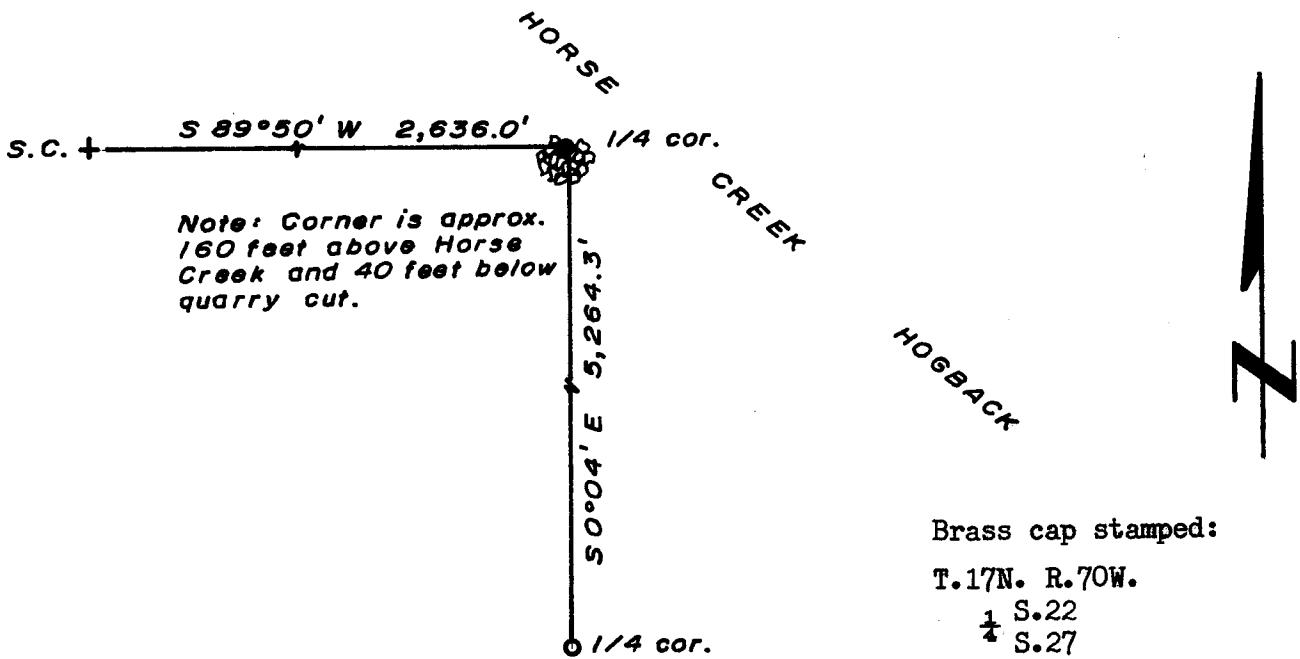 HORSE
S 89°50' W 2,636.0'
S.C.
1/4 cor.
CREEK
Note: Corner is approx.
160 feet above Horse
Creek and 40 feet below
quarry cut.
S 0°04' E 5,264.3'
HOGBACK
N
Brass cap stamped:
T.17N. R.70W.
1/4 S.22
S.27
1/4 cor.